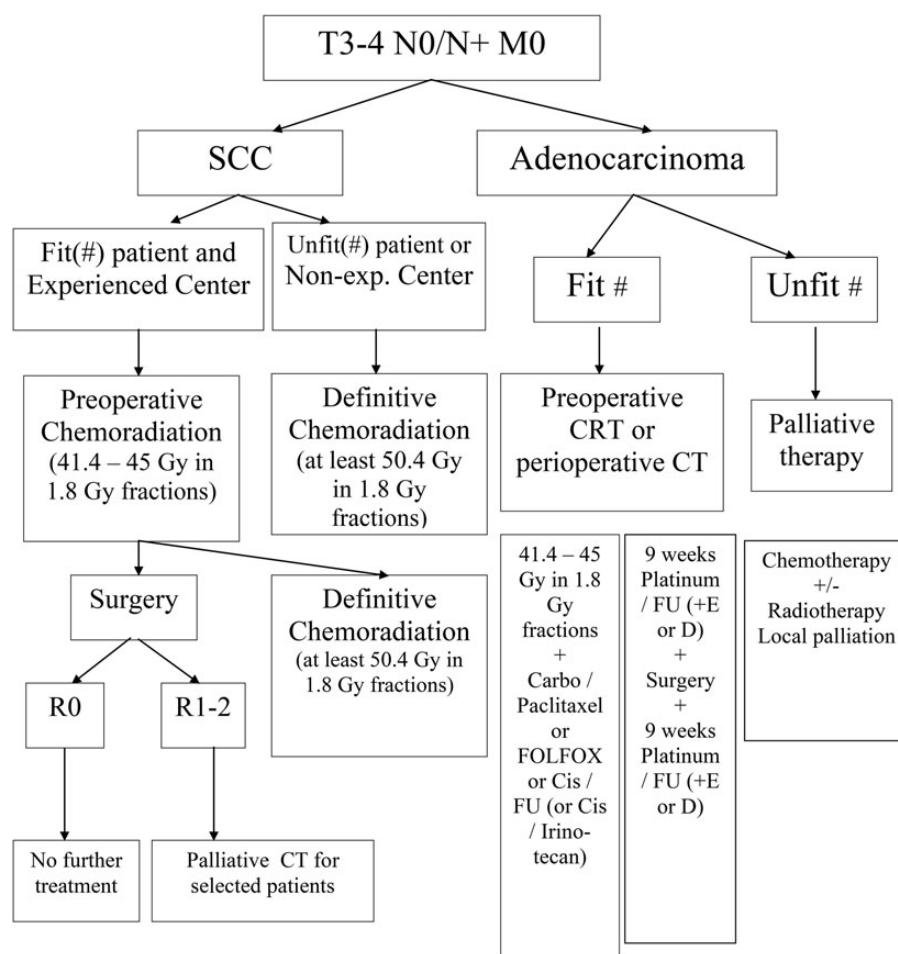 T3-4 N0/N+ M0
SCC
Adenocarcinoma
Fit(#) patient and
Experienced Center
Unfit(#) patient or
Non-exp. Center
Fit #
Unfit #
Preoperative
Chemoradiation
(41.4 – 45 Gy in
1.8 Gy fractions)
Definitive
Chemoradiation
(at least 50.4 Gy
in 1.8 Gy
fractions)
Preoperative
CRT or
perioperative CT
Palliative
therapy
Surgery
Definitive
Chemoradiation
(at least 50.4 Gy in
1.8 Gy fractions)
41.4 – 45
Gy in 1.8
Gy
fractions
+
Carbo /
Paclitaxel
or
FOLFOX
or Cis /
FU (or Cis
/ Irino-
tecan)
9 weeks
Platinum
/ FU (+E
or D)
+
Surgery
+
9 weeks
Platinum
/ FU (+E
or D)
Chemotherapy
+/-
Radiotherapy
Local palliation
R0
R1-2
No further
treatment
Palliative CT for
selected patients